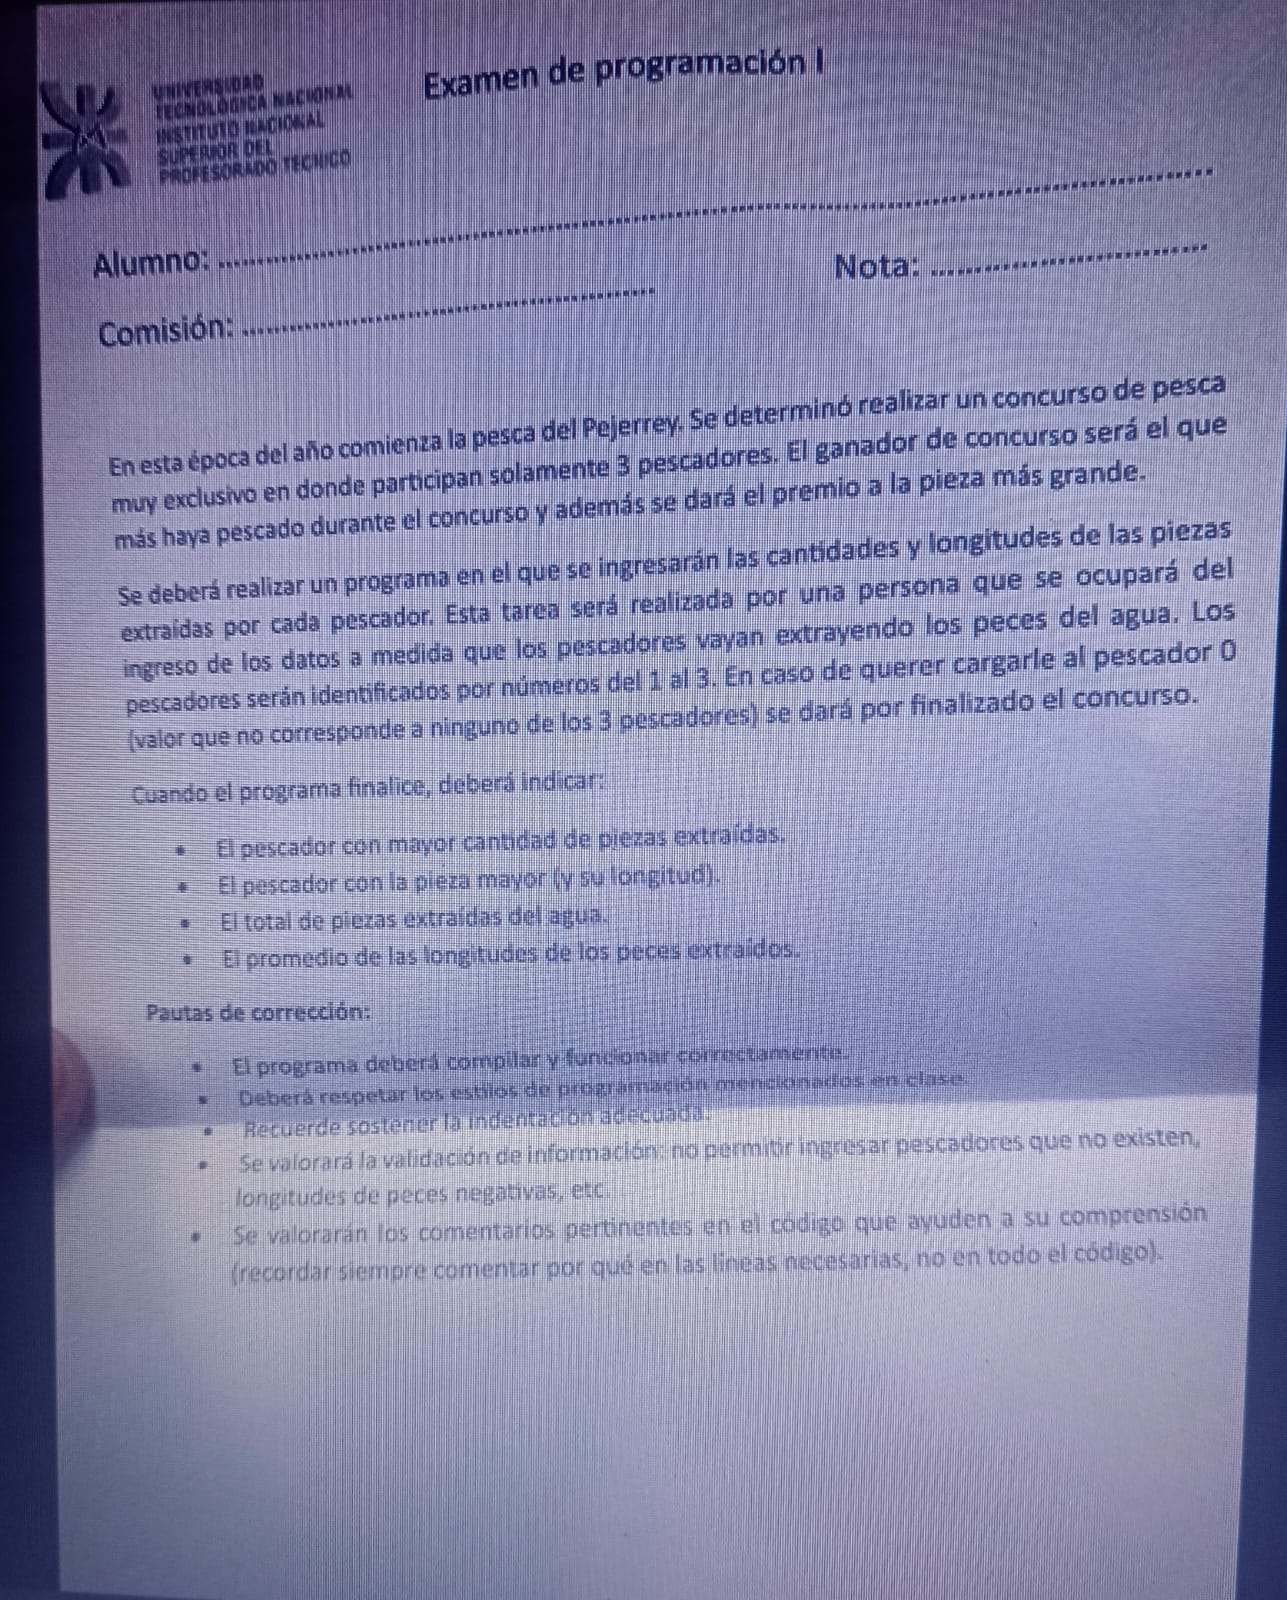 UNIVERSIDAD
TECNOLÓGICA NACIONAL
INSTITUTO NACIONAL
SUPERIOR DEL
PROFESORADO TECNICO
Examen de programación I
Alumno: ........................................................................
Nota: ..............................
Comisión: .............................................
En esta época del año comienza la pesca del Pejerrey. Se determinó realizar un concurso de pesca
muy exclusivo en donde participan solamente 3 pescadores. El ganador de concurso será el que
más haya pescado durante el concurso y además se dará el premio a la pieza más grande.
Se deberá realizar un programa en el que se ingresarán las cantidades y longitudes de las piezas
extraídas por cada pescador. Esta tarea será realizada por una persona que se ocupará del
ingreso de los datos a medida que los pescadores vayan extrayendo los peces del agua. Los
pescadores serán identificados por números del 1 al 3. En caso de querer cargarle al pescador 0
(valor que no corresponde a ninguno de los 3 pescadores) se dará por finalizado el concurso.
Cuando el programa finalice, deberá indicar:
• El pescador con mayor cantidad de piezas extraídas.
• El pescador con la pieza mayor (y su longitud).
• El total de piezas extraídas del agua.
• El promedio de las longitudes de los peces extraídos.
Pautas de corrección:
• El programa deberá compilar y funcionar correctamente.
• Deberá respetar los estilos de programación mencionados en clase.
• Recuerde sostener la indentación adecuada.
• Se valorará la validación de información: no permitir ingresar pescadores que no existen,
longitudes de peces negativas, etc.
• Se valorarán los comentarios pertinentes en el código que ayuden a su comprensión
(recordar siempre comentar por qué en las líneas necesarias, no en todo el código).